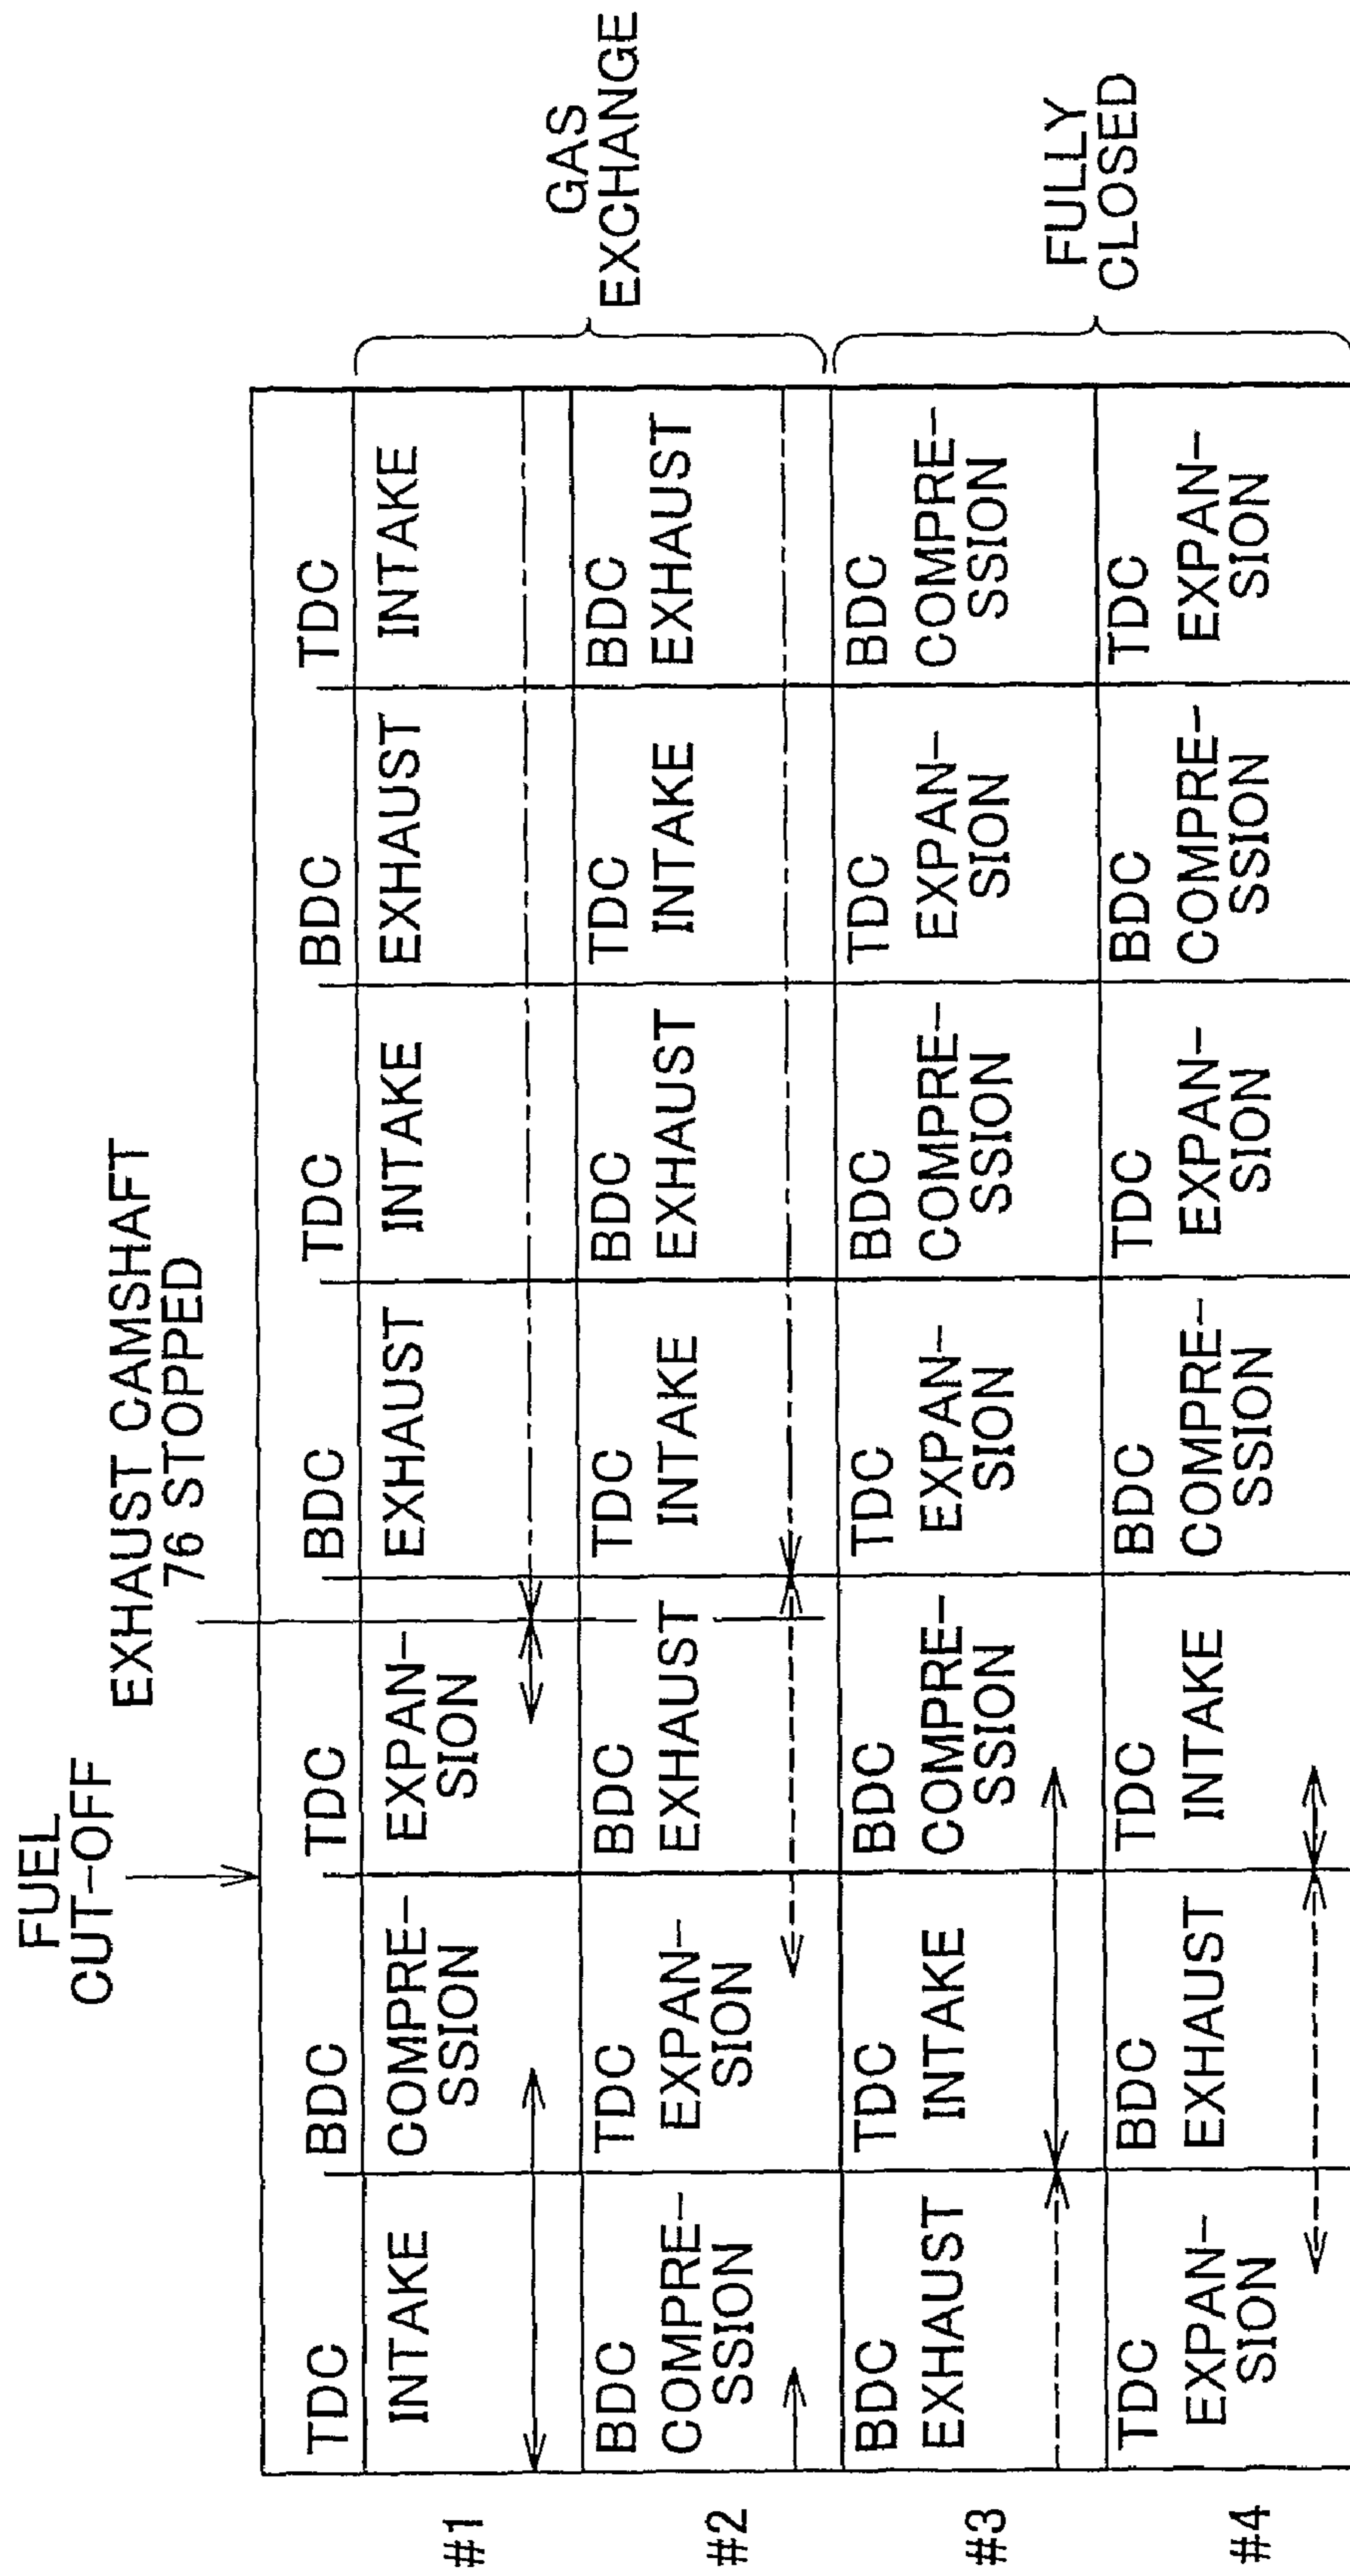 FUEL
CUT-OFF
EXHAUST CAMSHAFT
76 STOPPED
TDC
BDC
TDC
BDC
TDC
BDC
TDC
#1
INTAKE
COMPRE-
SSION
EXPAN-
SION
EXHAUST
INTAKE
EXHAUST
INTAKE
GAS
EXCHANGE
#2
BDC
COMPRE-
SSION
TDC
EXPAN-
SION
BDC
EXHAUST
TDC
INTAKE
BDC
EXHAUST
TDC
INTAKE
BDC
EXHAUST
#3
BDC
EXHAUST
TDC
INTAKE
BDC
COMPRE-
SSION
TDC
EXPAN-
SION
BDC
COMPRE-
SSION
TDC
EXPAN-
SION
BDC
COMPRE-
SSION
FULLY
CLOSED
#4
TDC
EXPAN-
SION
BDC
EXHAUST
TDC
INTAKE
BDC
COMPRE-
SSION
TDC
EXPAN-
SION
BDC
COMPRE-
SSION
TDC
EXPAN-
SION